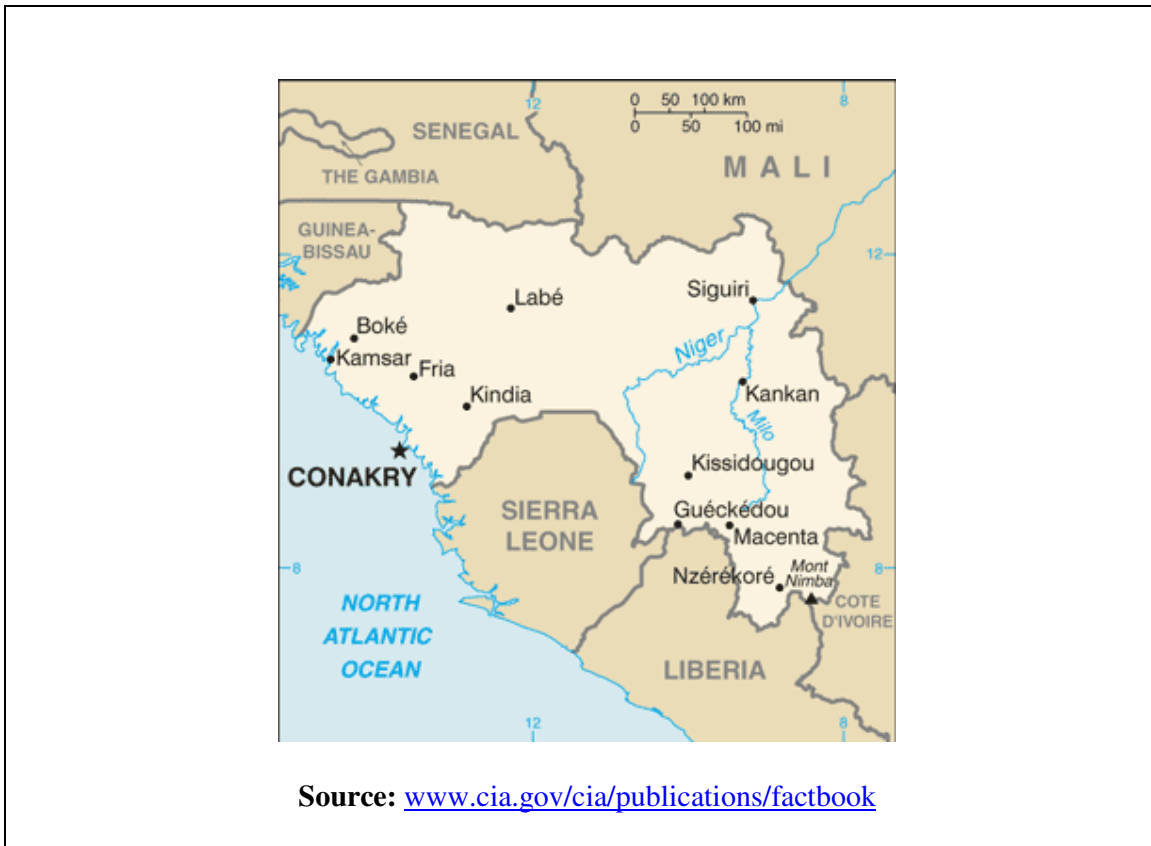 12
8
0 50 100 km
0 50 100 mi
SENEGAL
MALI
THE GAMBIA
GUINEA-
BISSAU
12
Siguiri
Labé
Boké
Niger
Kamsar
Fria
Kankan
Kindia
Milo
CONAKRY
Kissidougou
SIERRA
LEONE
Guéckédou
Macenta
Nzérékoré
Mont
Nimba
8
8
COTE
D'IVOIRE
NORTH
ATLANTIC
OCEAN
LIBERIA
12
8
Source: www.cia.gov/cia/publications/factbook